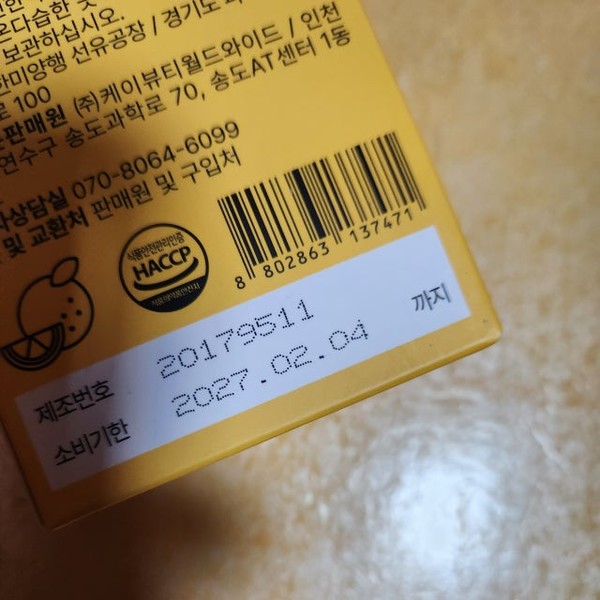 온다습한 곳
보관하십시오.
한미양행 선유공장 / 경기도
로 100
판매원 (주)케이뷰티월드와이드 / 인천
연수구 송도과학로 70, 송도AT센터 1동
상담실 070-8064-6099
및 교환처 판매원 및 구입처
식품안전관리인증
HACCP
식품의약품안전처
8 802863 137471
제조번호 20179511
소비기한 2027.02.04 까지